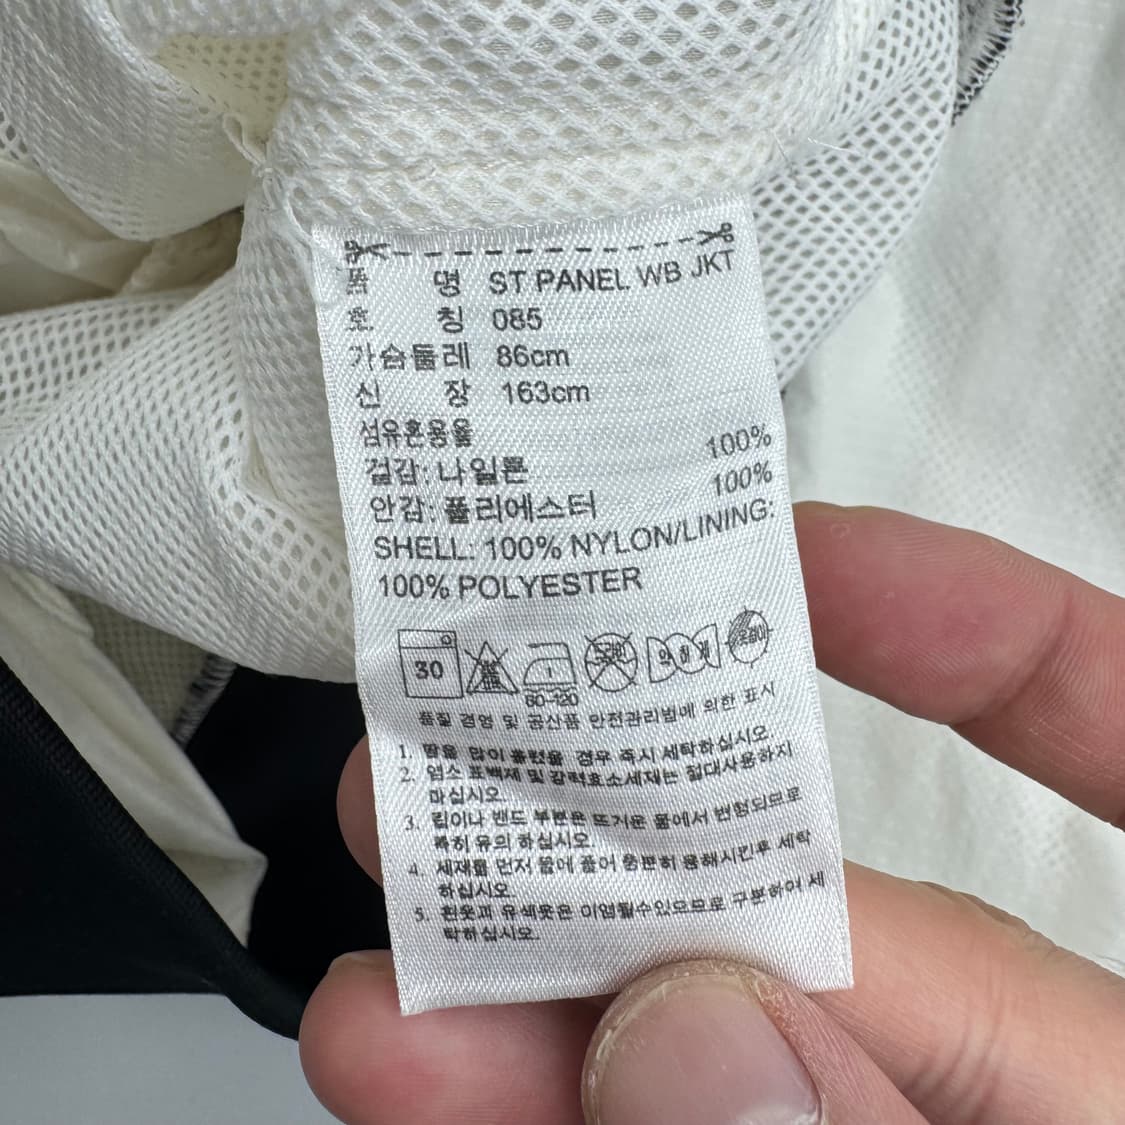 품 명 ST PANEL WB JKT
호 칭 085
가슴둘레 86cm
신 장 163cm
섬유혼용율
겉감: 나일론 100%
안감: 폴리에스터 100%
SHELL: 100% NYLON/LINING:
100% POLYESTER
30 80-120 약하게
품질 경영 및 공산품 안전관리법에 의한 표시
1. 땀을 많이 흘렸을 경우 즉시 세탁하십시오.
2. 염소 표백제 및 강력효소세제는 절대사용하지
마십시오.
3. 립이나 밴드 부분은 뜨거운 물에서 변형되므로
특히 유의 하십시오.
4. 세제를 먼저 물에 풀어 충분히 용해시킨후 세탁
하십시오.
5. 흰옷과 유색옷은 이염될수있으므로 구분하여 세
탁하십시오.